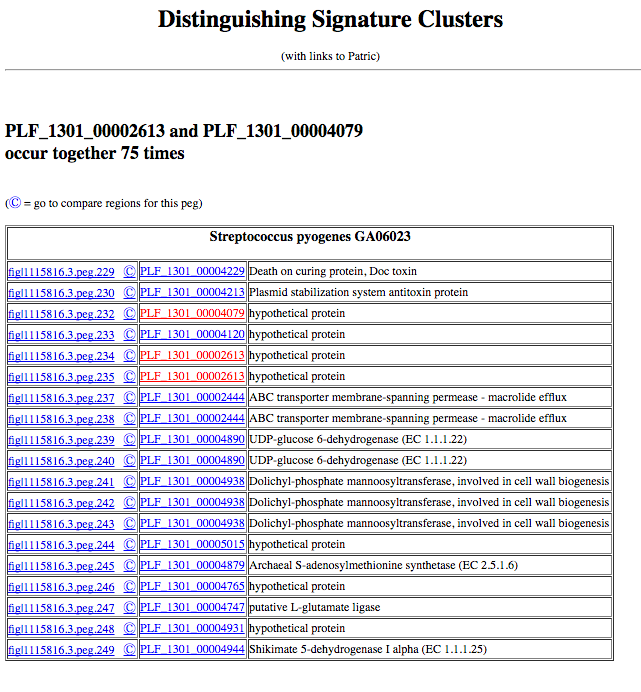 Distinguishing Signature Clusters
(with links to Patric)
PLF_1301_00002613 and PLF_1301_00004079
occur together 75 times
(© = go to compare regions for this peg)
Streptococcus pyogenes GA06023
fig|1115816.3.peg.229 © PLF_1301_00004229 Death on curing protein, Doc toxin
fig|1115816.3.peg.230 © PLF_1301_00004213 Plasmid stabilization system antitoxin protein
fig|1115816.3.peg.232 © PLF_1301_00004079 hypothetical protein
fig|1115816.3.peg.233 © PLF_1301_00004120 hypothetical protein
fig|1115816.3.peg.234 © PLF_1301_00002613 hypothetical protein
fig|1115816.3.peg.235 © PLF_1301_00002613 hypothetical protein
fig|1115816.3.peg.237 © PLF_1301_00002444 ABC transporter membrane-spanning permease - macrolide efflux
fig|1115816.3.peg.238 © PLF_1301_00002444 ABC transporter membrane-spanning permease - macrolide efflux
fig|1115816.3.peg.239 © PLF_1301_00004890 UDP-glucose 6-dehydrogenase (EC 1.1.1.22)
fig|1115816.3.peg.240 © PLF_1301_00004890 UDP-glucose 6-dehydrogenase (EC 1.1.1.22)
fig|1115816.3.peg.241 © PLF_1301_00004938 Dolichyl-phosphate mannoosyltransferase, involved in cell wall biogenesis
fig|1115816.3.peg.242 © PLF_1301_00004938 Dolichyl-phosphate mannoosyltransferase, involved in cell wall biogenesis
fig|1115816.3.peg.243 © PLF_1301_00004938 Dolichyl-phosphate mannoosyltransferase, involved in cell wall biogenesis
fig|1115816.3.peg.244 © PLF_1301_00005015 hypothetical protein
fig|1115816.3.peg.245 © PLF_1301_00004879 Archaeal S-adenosylmethionine synthetase (EC 2.5.1.6)
fig|1115816.3.peg.246 © PLF_1301_00004765 hypothetical protein
fig|1115816.3.peg.247 © PLF_1301_00004747 putative L-glutamate ligase
fig|1115816.3.peg.248 © PLF_1301_00004931 hypothetical protein
fig|1115816.3.peg.249 © PLF_1301_00004944 Shikimate 5-dehydrogenase I alpha (EC 1.1.1.25)